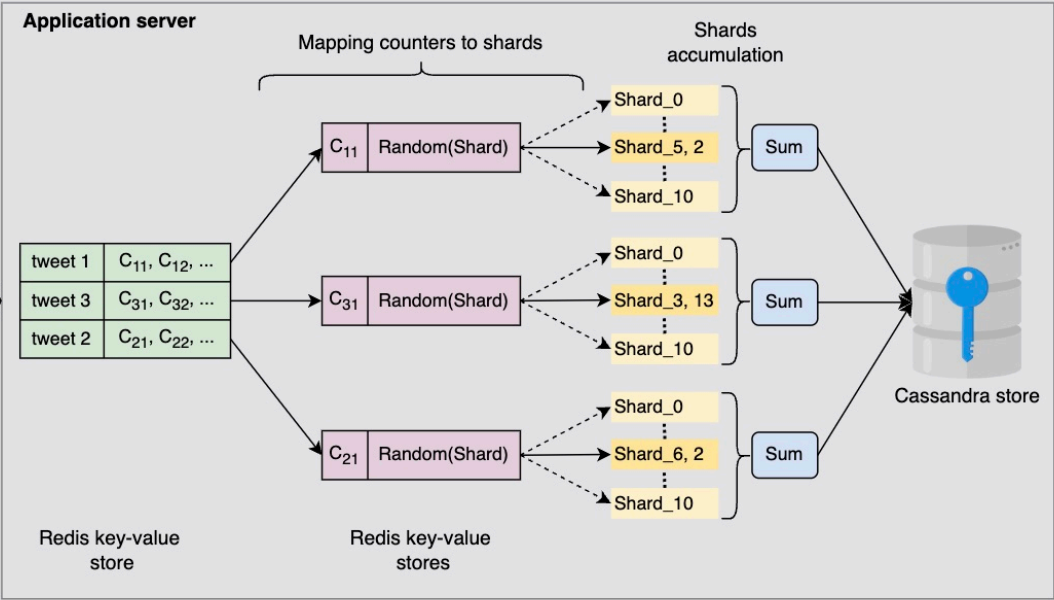 Application server
Mapping counters to shards
Shards
accumulation
Shard_0
C11 Random(Shard)
Shard_5, 2
Sum
Shard_10
tweet 1 C11, C12, ...
tweet 3 C31, C32, ...
tweet 2 C21, C22, ...
Shard_0
C31 Random(Shard)
Shard_3, 13
Sum
Shard_10
Cassandra store
Shard_0
C21 Random(Shard)
Shard_6, 2
Sum
Shard_10
Redis key-value
store
Redis key-value
stores